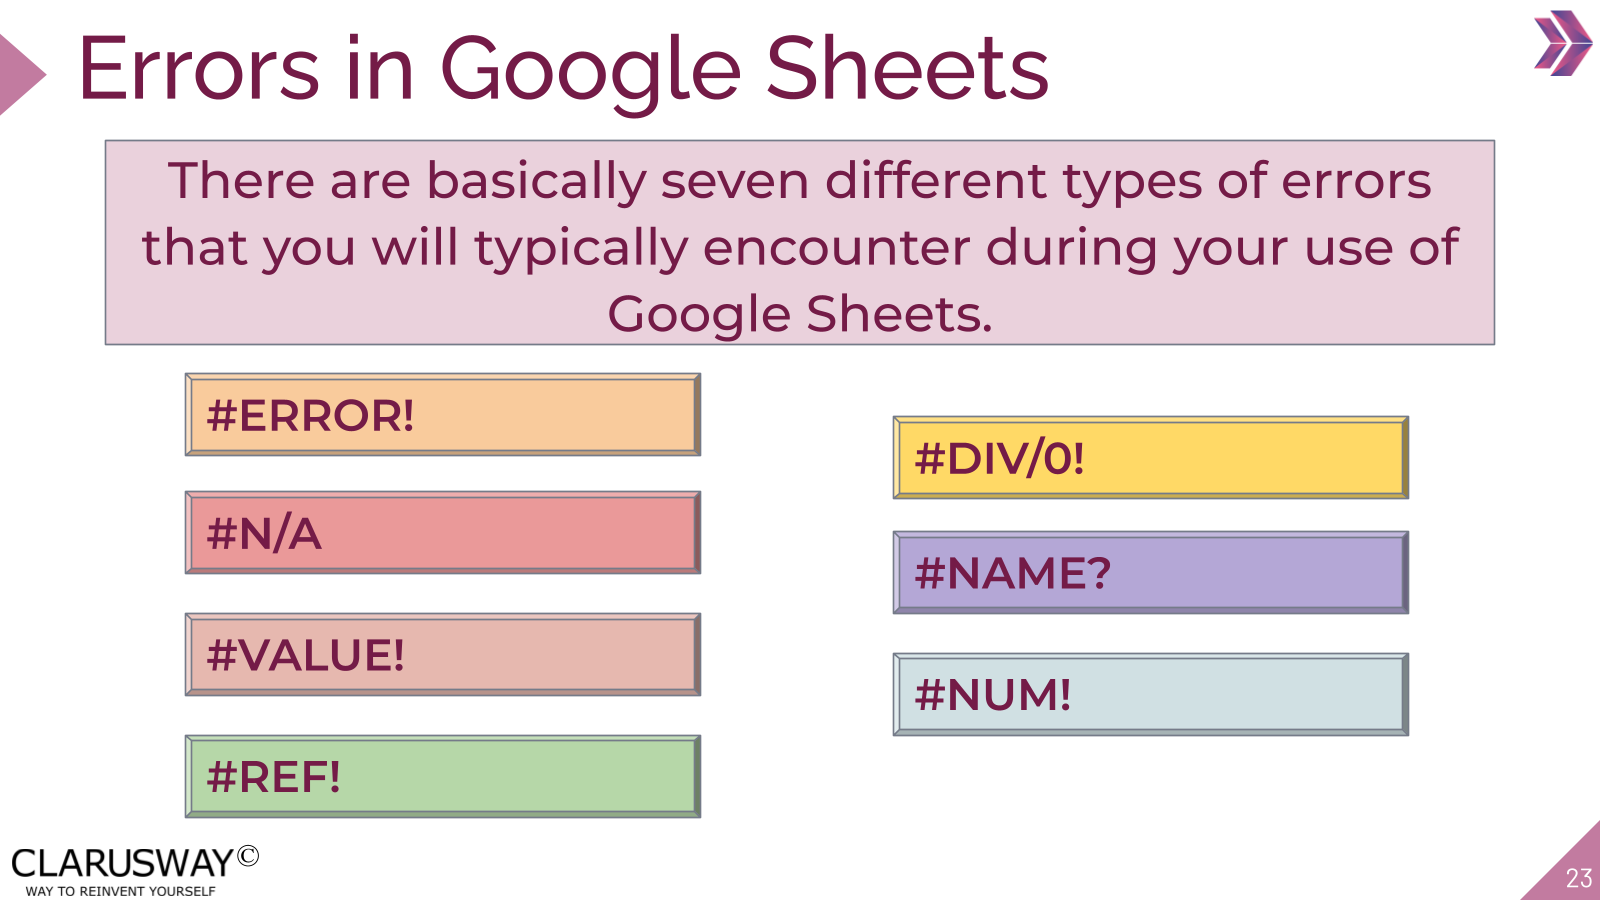 Errors in Google Sheets
There are basically seven different types of errors
that you will typically encounter during your use of
Google Sheets.
#ERROR!
#N/A
#VALUE!
#REF!
#DIV/0!
#NAME?
#NUM!
CLARUSWAY©
WAY TO REINVENT YOURSELF
23